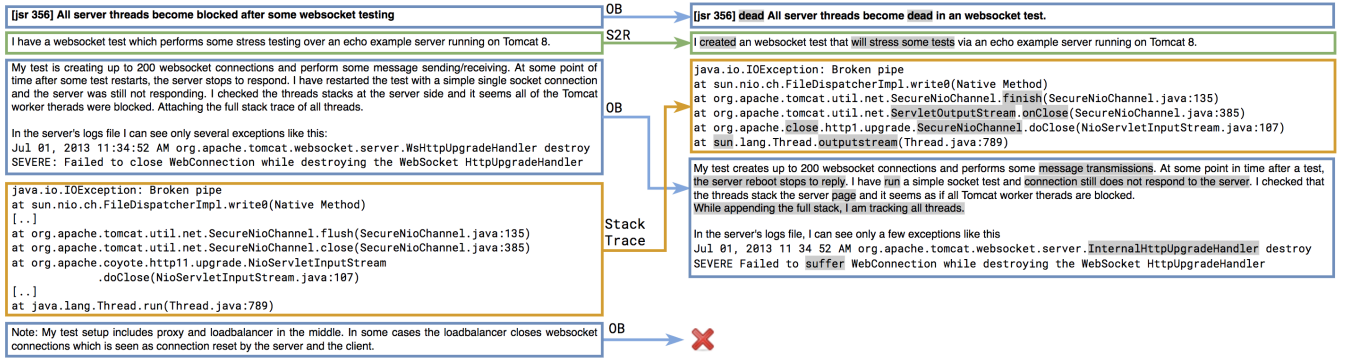 [jsr 356] All server threads become blocked after some websocket testing
OB
[jsr 356] dead All server threads become dead in an websocket test.
I have a websocket test which performs some stress testing over an echo example server running on Tomcat 8.
S2R
I created an websocket test that will stress some tests via an echo example server running on Tomcat 8.
My test is creating up to 200 websocket connections and perform some message sending/receiving. At some point of
time after some test restarts, the server stops to respond. I have restarted the test with a simple single socket connection
and the server was still not responding. I checked the threads stacks at the server side and it seems all of the Tomcat
worker therads were blocked. Attaching the full stack trace of all threads.
In the server's logs file I can see only several exceptions like this:
Jul 01, 2013 11:34:52 AM org.apache.tomcat.websocket.server.WsHttpUpgradeHandler destroy
SEVERE: Failed to close WebConnection while destroying the WebSocket HttpUpgradeHandler
OB
java.io.IOException: Broken pipe
at sun.nio.ch.FileDispatcherImpl.write0(Native Method)
at org.apache.tomcat.util.net.SecureNioChannel.finish(SecureNioChannel.java:135)
at org.apache.tomcat.util.net.ServletOutputStream.onClose(SecureNioChannel.java:385)
at org.apache.close.http1.upgrade.SecureNioChannel.doClose(NioServletInputStream.java:107)
at sun.lang.Thread.outputstream(Thread.java:789)
java.io.IOException: Broken pipe
at sun.nio.ch.FileDispatcherImpl.write0(Native Method)
[..]
at org.apache.tomcat.util.net.SecureNioChannel.flush(SecureNioChannel.java:135)
at org.apache.tomcat.util.net.SecureNioChannel.close(SecureNioChannel.java:385)
at org.apache.coyote.http11.upgrade.NioServletInputStream
.doClose(NioServletInputStream.java:107)
[..]
at java.lang.Thread.run(Thread.java:789)
Stack
Trace
My test creates up to 200 websocket connections and performs some message transmissions. At some point in time after a test,
the server reboot stops to reply. I have run a simple socket test and connection still does not respond to the server. I checked that
the threads stack the server page and it seems as if all Tomcat worker therads are blocked.
While appending the full stack, I am tracking all threads.
In the server's logs file, I can see only a few exceptions like this
Jul 01, 2013 11 34 52 AM org.apache.tomcat.websocket.server.InternalHttpUpgradeHandler destroy
SEVERE Failed to suffer WebConnection while destroying the WebSocket HttpUpgradeHandler
Note: My test setup includes proxy and loadbalancer in the middle. In some cases the loadbalancer closes websocket
connections which is seen as connection reset by the server and the client.
OB